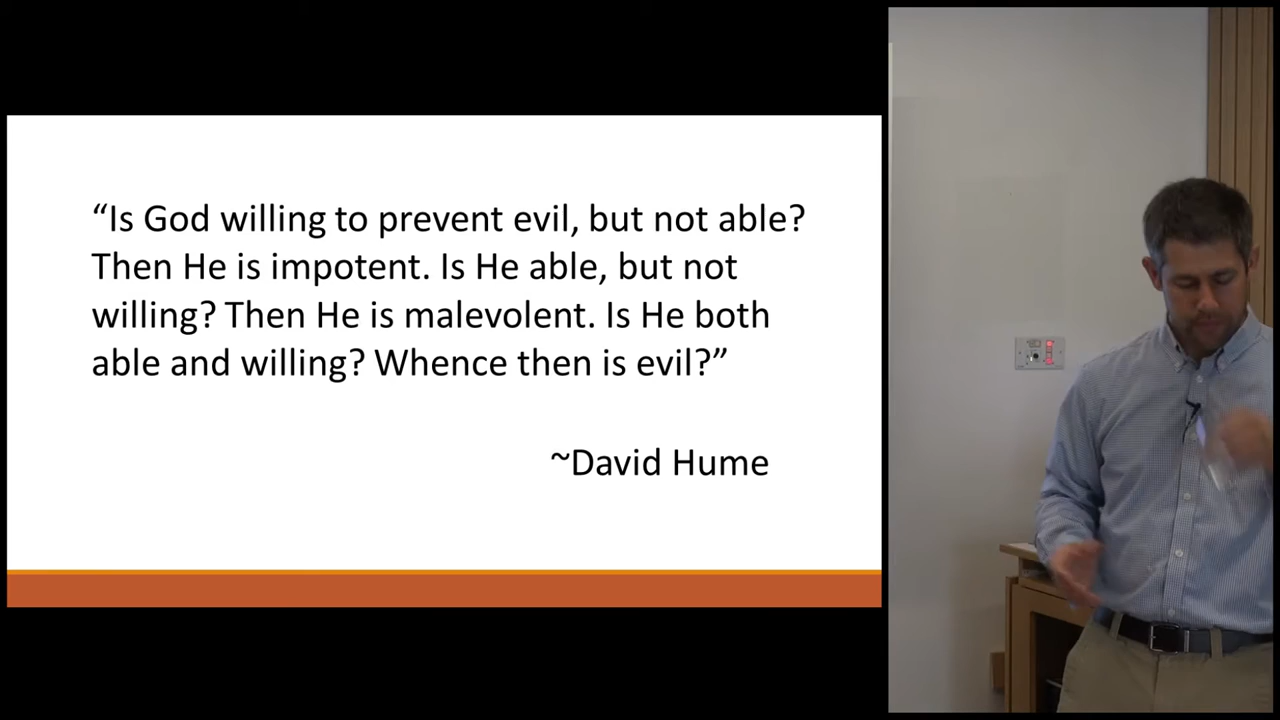 “Is God willing to prevent evil, but not able?
Then He is impotent. Is He able, but not
willing? Then He is malevolent. Is He both
able and willing? Whence then is evil?”
~David Hume